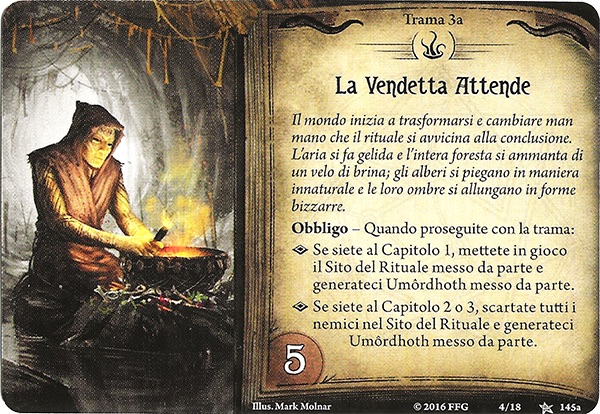 Trama 3a
La Vendetta Attende
Il mondo inizia a trasformarsi e cambiare man
mano che il rituale si avvicina alla conclusione.
L'aria si fa gelida e l'intera foresta si ammanta di
un velo di brina; gli alberi si piegano in maniera
innaturale e le loro ombre si allungano in forme
bizzarre.
Obbligo – Quando proseguite con la trama:
Se siete al Capitolo 1, mettete in gioco
il Sito del Rituale messo da parte e
generateci Umôrdhoth messo da parte.
Se siete al Capitolo 2 o 3, scartate tutti i
nemici nel Sito del Rituale e generateci
Umôrdhoth messo da parte.
5
Illus. Mark Molnar © 2016 FFG 4/18 145a